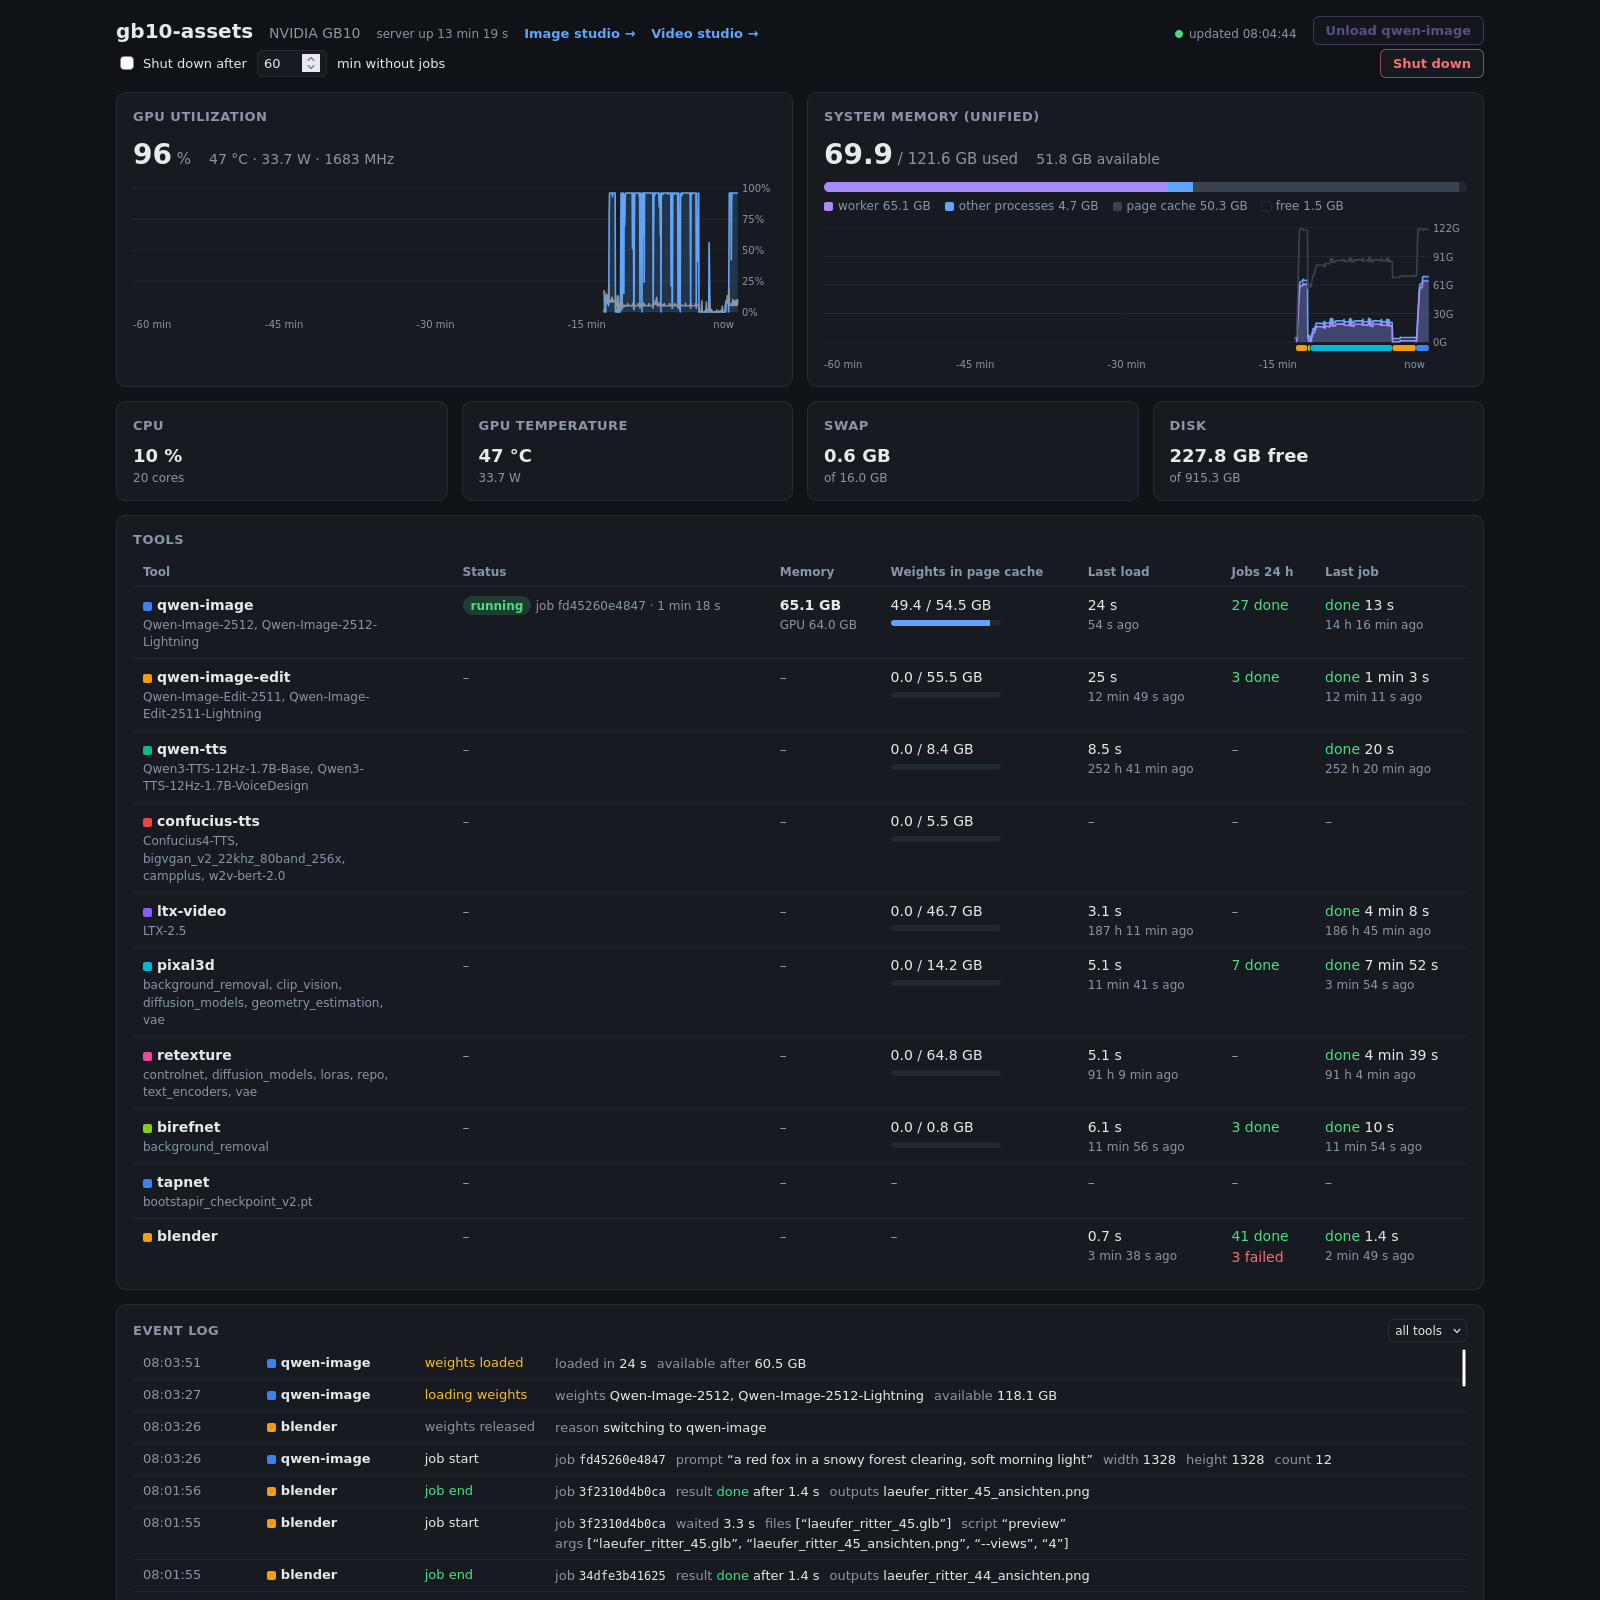 gb10-assets NVIDIA GB10 server up 13 min 19 s Image studio → Video studio → updated 08:04:44 Unload qwen-image
Shut down after 60 min without jobs Shut down
GPU UTILIZATION
96 % 47 °C · 33.7 W · 1683 MHz
100%
75%
50%
25%
0%
-60 min -45 min -30 min -15 min now
SYSTEM MEMORY (UNIFIED)
69.9 / 121.6 GB used 51.8 GB available
worker 65.1 GB other processes 4.7 GB page cache 50.3 GB free 1.5 GB
122G
91G
61G
30G
0G
-60 min -45 min -30 min -15 min now
CPU
10 %
20 cores
GPU TEMPERATURE
47 °C
33.7 W
SWAP
0.6 GB
of 16.0 GB
DISK
227.8 GB free
of 915.3 GB
TOOLS
Tool Status Memory Weights in page cache Last load Jobs 24 h Last job
qwen-image running job fd45260e4847 · 1 min 18 s 65.1 GB 49.4 / 54.5 GB 24 s 27 done done 13 s
Qwen-Image-2512, Qwen-Image-2512- GPU 64.0 GB 54 s ago 14 h 16 min ago
Lightning
qwen-image-edit – – 0.0 / 55.5 GB 25 s 3 done done 1 min 3 s
Qwen-Image-Edit-2511, Qwen-Image- 12 min 49 s ago 12 min 11 s ago
Edit-2511-Lightning
qwen-tts – – 0.0 / 8.4 GB 8.5 s – done 20 s
Qwen3-TTS-12Hz-1.7B-Base, Qwen3- 252 h 41 min ago 252 h 20 min ago
TTS-12Hz-1.7B-VoiceDesign
confucius-tts – – 0.0 / 5.5 GB – – –
Confucius4-TTS,
bigvgan_v2_22khz_80band_256x,
campplus, w2v-bert-2.0
ltx-video – – 0.0 / 46.7 GB 3.1 s – done 4 min 8 s
LTX-2.5 187 h 11 min ago 186 h 45 min ago
pixal3d – – 0.0 / 14.2 GB 5.1 s 7 done done 7 min 52 s
background_removal, clip_vision, 11 min 41 s ago 3 min 54 s ago
diffusion_models, geometry_estimation,
vae
retexture – – 0.0 / 64.8 GB 5.1 s – done 4 min 39 s
controlnet, diffusion_models, loras, repo, 91 h 9 min ago 91 h 4 min ago
text_encoders, vae
birefnet – – 0.0 / 0.8 GB 6.1 s 3 done done 10 s
background_removal 11 min 56 s ago 11 min 54 s ago
tapnet – – – – – –
bootstapir_checkpoint_v2.pt
blender – – – 0.7 s 41 done done 1.4 s
3 min 38 s ago 3 failed 2 min 49 s ago
EVENT LOG all tools
08:03:51 qwen-image weights loaded loaded in 24 s available after 60.5 GB
08:03:27 qwen-image loading weights weights Qwen-Image-2512, Qwen-Image-2512-Lightning available 118.1 GB
08:03:26 blender weights released reason switching to qwen-image
08:03:26 qwen-image job start job fd45260e4847 prompt “a red fox in a snowy forest clearing, soft morning light” width 1328 height 1328 count 12
08:01:56 blender job end job 3f2310d4b0ca result done after 1.4 s outputs laeufer_ritter_45_ansichten.png
08:01:55 blender job start job 3f2310d4b0ca waited 3.3 s files [“laeufer_ritter_45.glb”] script “preview”
args [“laeufer_ritter_45.glb”, “laeufer_ritter_45_ansichten.png”, “--views”, “4”]
08:01:55 blender job end job 34dfe3b41625 result done after 1.4 s outputs laeufer_ritter_44_ansichten.png